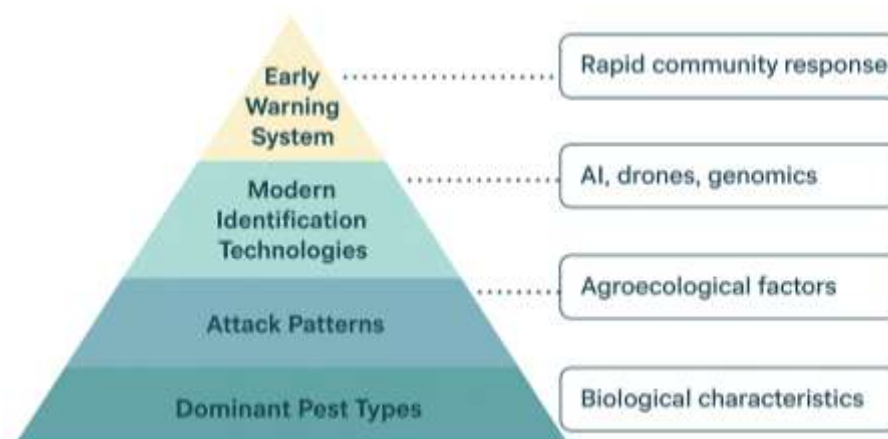 Early
Warning
System
Rapid community response
Modern
Identification
Technologies
AI, drones, genomics
Attack Patterns
Agroecological factors
Dominant Pest Types
Biological characteristics